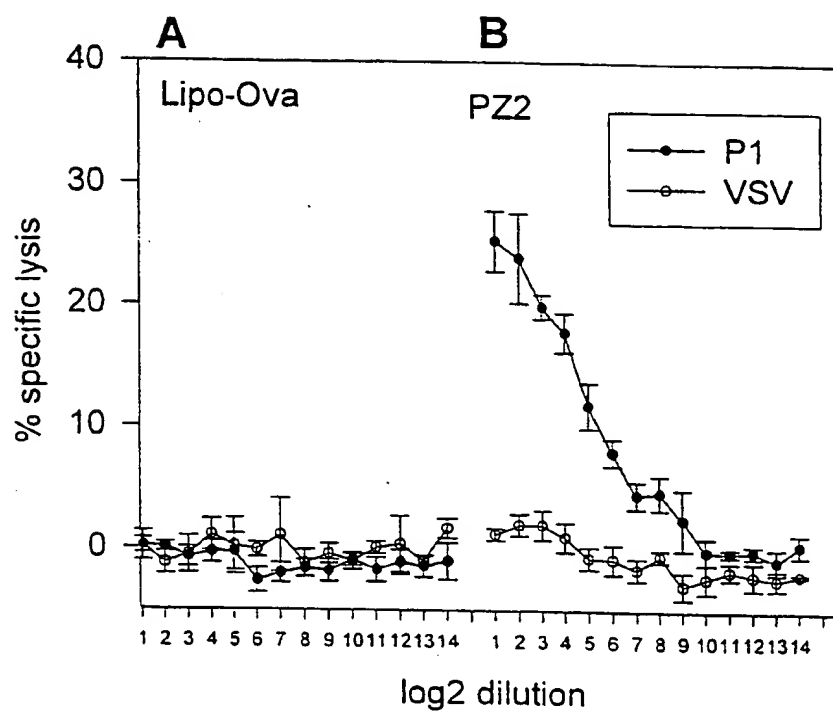 A B
40
Lipo-Ova PZ2
P1
VSV
30
20
10
0
% specific lysis
1 2 3 4 5 6 7 8 9 10 11 12 13 14 1 2 3 4 5 6 7 8 9 10 11 12 13 14
log2 dilution